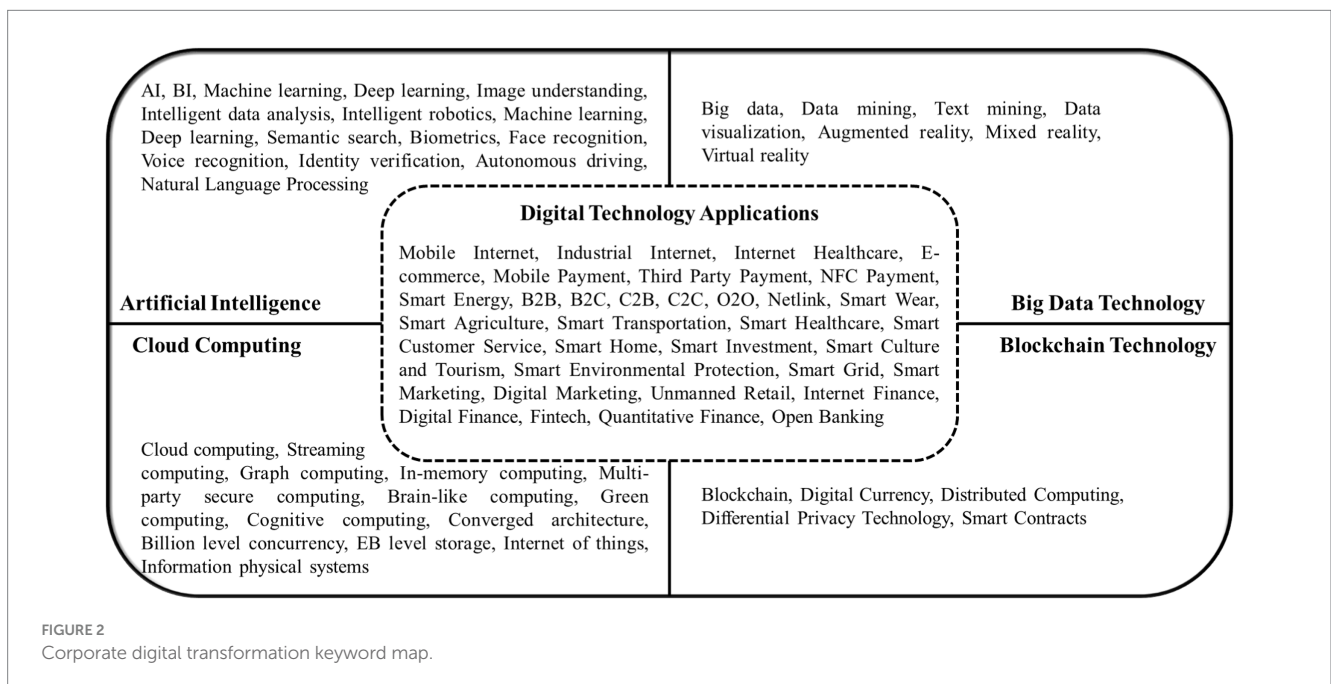 AI, BI, Machine learning, Deep learning, Image understanding,
Intelligent data analysis, Intelligent robotics, Machine learning,
Deep learning, Semantic search, Biometrics, Face recognition,
Voice recognition, Identity verification, Autonomous driving,
Natural Language Processing
Artificial Intelligence
Big data, Data mining, Text mining, Data
visualization, Augmented reality, Mixed reality,
Virtual reality
Big Data Technology
Digital Technology Applications
Mobile Internet, Industrial Internet, Internet Healthcare, E-
commerce, Mobile Payment, Third Party Payment, NFC Payment,
Smart Energy, B2B, B2C, C2B, C2C, O2O, Netlink, Smart Wear,
Smart Agriculture, Smart Transportation, Smart Healthcare, Smart
Customer Service, Smart Home, Smart Investment, Smart Culture
and Tourism, Smart Environmental Protection, Smart Grid, Smart
Marketing, Digital Marketing, Unmanned Retail, Internet Finance,
Digital Finance, Fintech, Quantitative Finance, Open Banking
Cloud Computing
Cloud computing, Streaming
computing, Graph computing, In-memory computing, Multi-
party secure computing, Brain-like computing, Green
computing, Cognitive computing, Converged architecture,
Billion level concurrency, EB level storage, Internet of things,
Information physical systems
Blockchain Technology
Blockchain, Digital Currency, Distributed Computing,
Differential Privacy Technology, Smart Contracts
FIGURE 2
Corporate digital transformation keyword map.